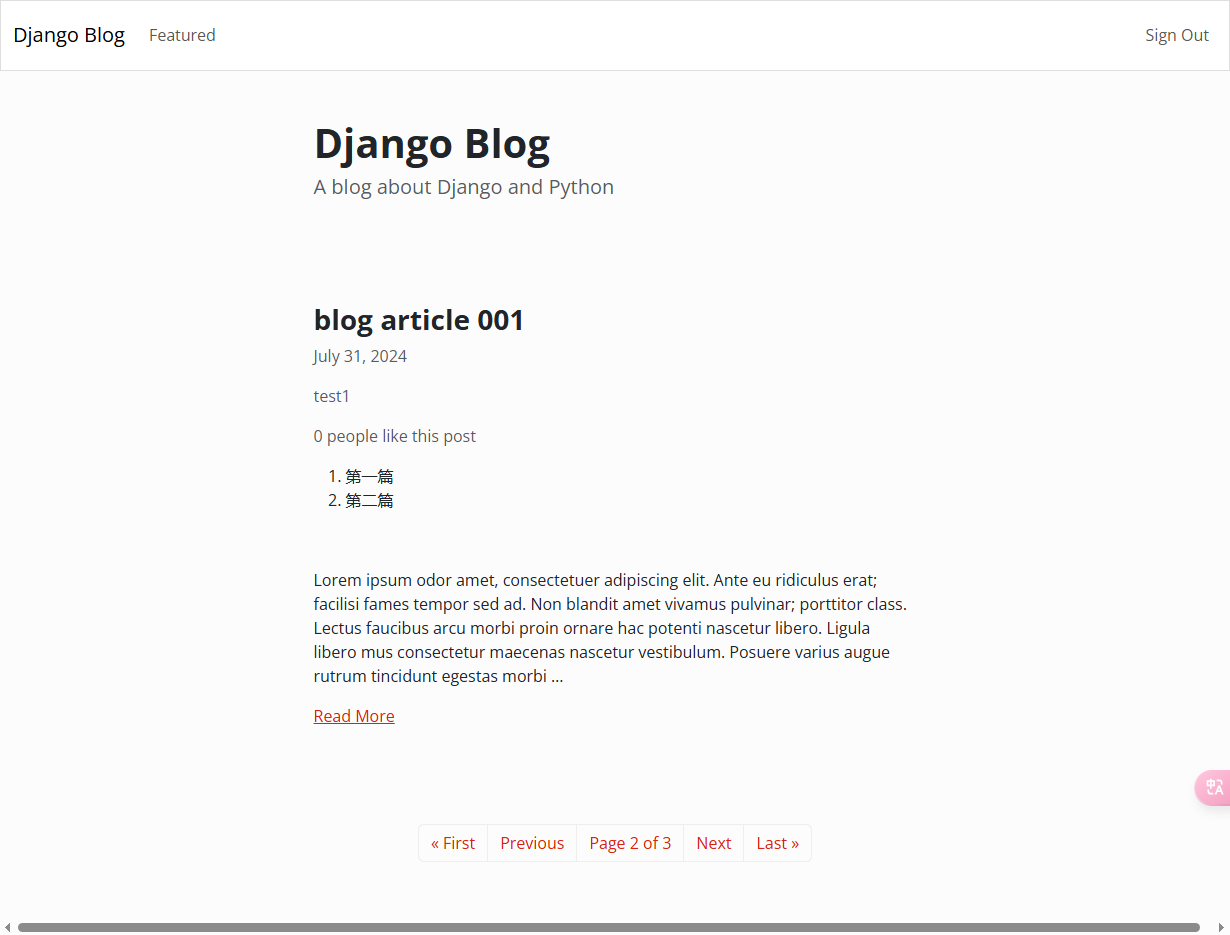 Django Blog Featured Sign Out
Django Blog
A blog about Django and Python
blog article 001
July 31, 2024
test1
0 people like this post
1. 第一篇
2. 第二篇
Lorem ipsum odor amet, consectetuer adipiscing elit. Ante eu ridiculus erat;
facilisi fames tempor sed ad. Non blandit amet vivamus pulvinar; porttitor class.
Lectus faucibus arcu morbi proin ornare hac potenti nascetur libero. Ligula
libero mus consectetur maecenas nascetur vestibulum. Posuere varius augue
rutrum tincidunt egestas morbi …
Read More
中A
« First Previous Page 2 of 3 Next Last »